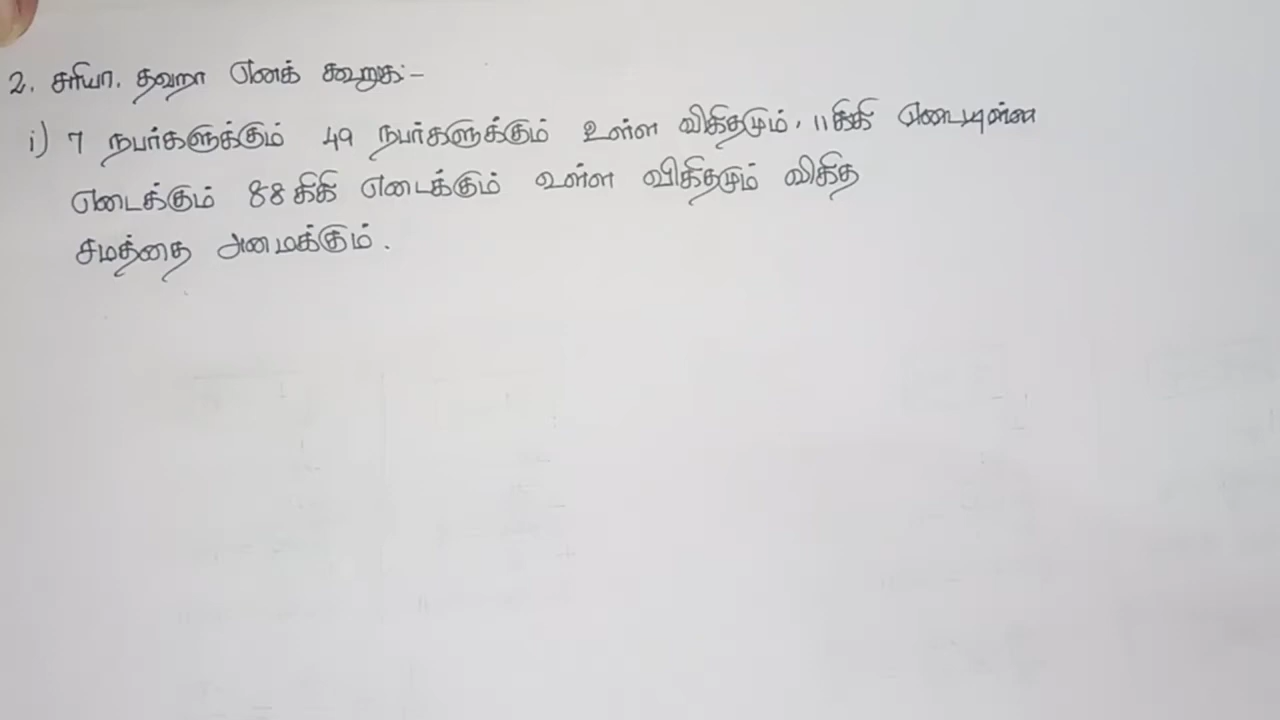 2. சரியா, தவறா எனக் கூறுக:-
i) 7 நபர்களுக்கும் 49 நபர்களுக்கும் உள்ள விகிதமும், 11கிகி எடையுள்ள
எடைக்கும் 88 கிகி எடைக்கும் உள்ள விகிதமும் விகித
சமத்தை அமைக்கும்.